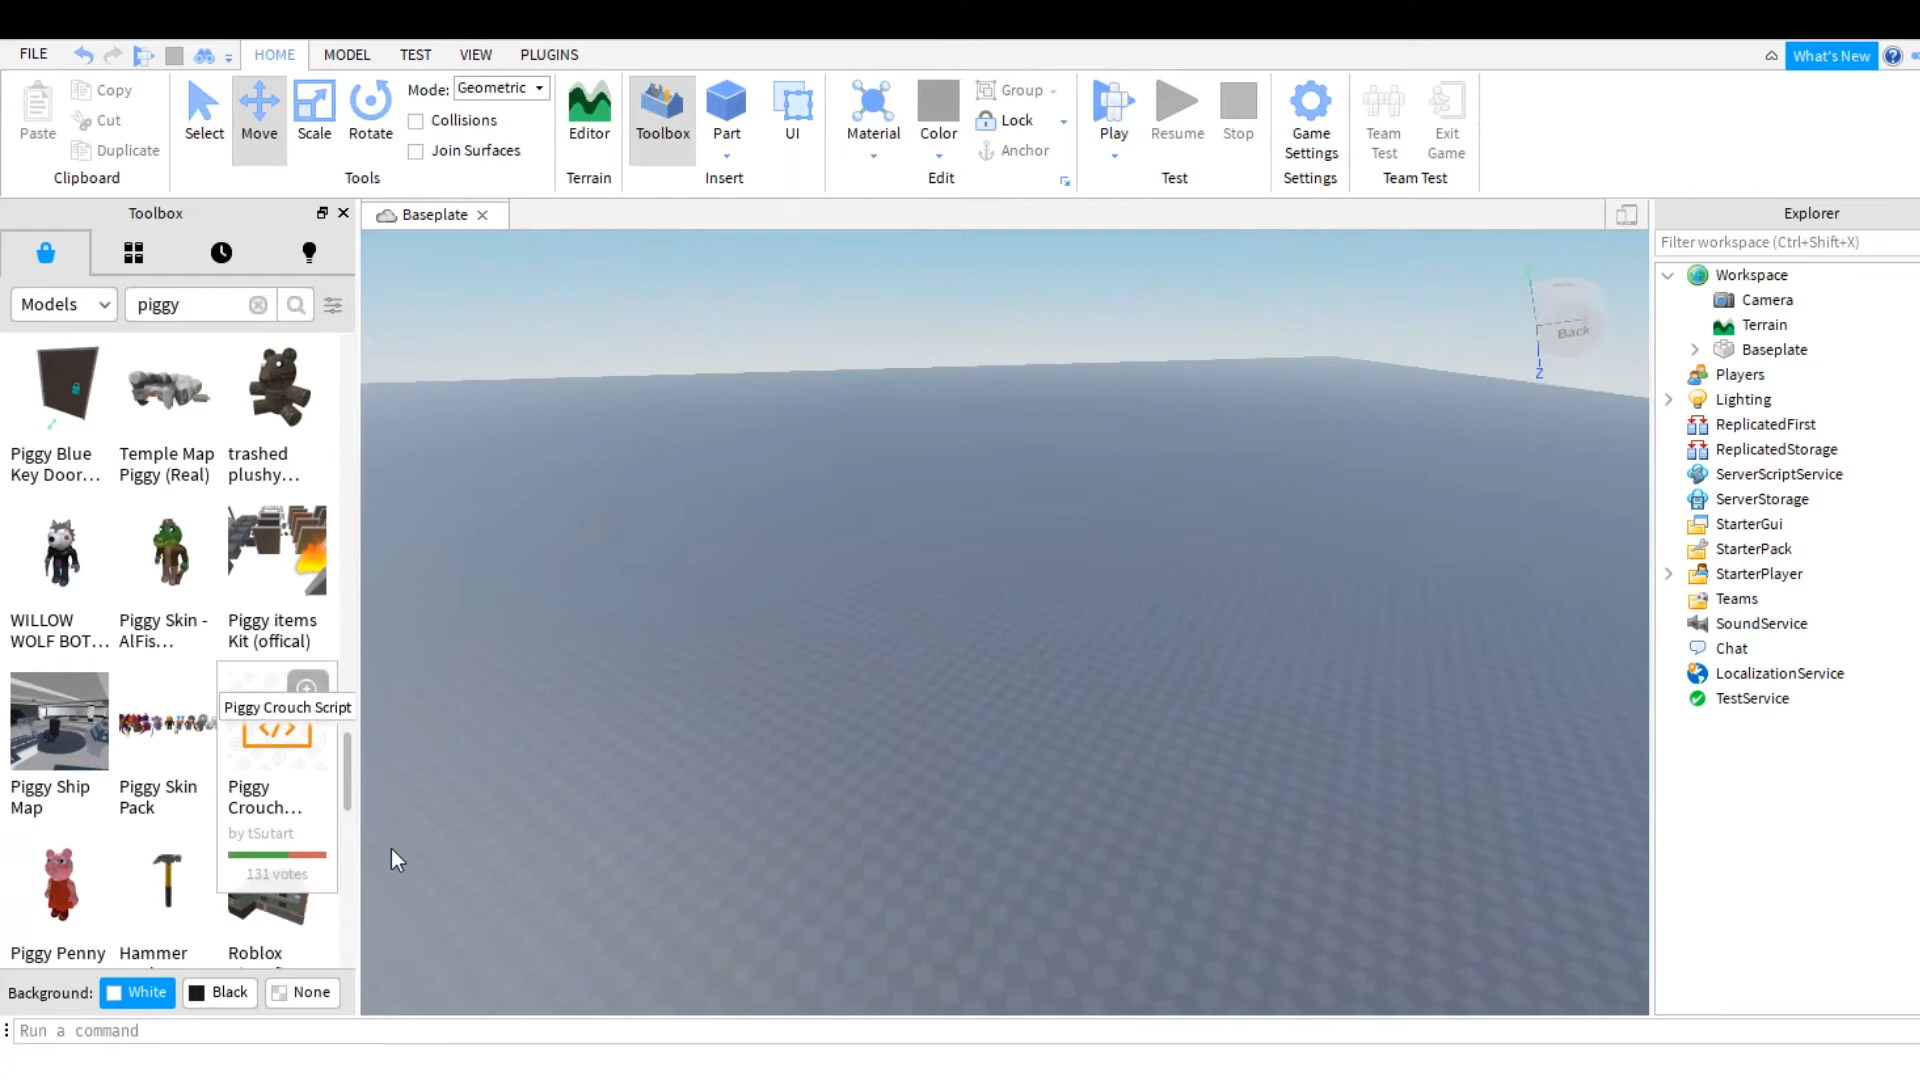 FILE HOME MODEL TEST VIEW PLUGINS What's New
Paste Copy Cut Duplicate
Clipboard
Select Move Scale Rotate
Mode: Geometric
Collisions
Join Surfaces
Tools
Editor
Terrain
Toolbox Part UI
Insert
Material Color
Group
Lock
Anchor
Edit
Play Resume Stop
Test
Game
Settings
Settings
Team
Test
Exit
Game
Team Test
Toolbox
Models piggy
Piggy Blue
Key Door...
Temple Map
Piggy (Real)
trashed
plushy...
WILLOW
WOLF BOT...
Piggy Skin -
AlFis...
Piggy items
Kit (offical)
Piggy Ship
Map
Piggy Skin
Pack
Piggy Crouch Script
Piggy
Crouch...
by tSutart
131 votes
Piggy Penny
Hammer
Roblox
Background: White Black None
Run a command
Baseplate
Back
Z
Explorer
Filter workspace (Ctrl+Shift+X)
Workspace
Camera
Terrain
Baseplate
Players
Lighting
ReplicatedFirst
ReplicatedStorage
ServerScriptService
ServerStorage
StarterGui
StarterPack
StarterPlayer
Teams
SoundService
Chat
LocalizationService
TestService